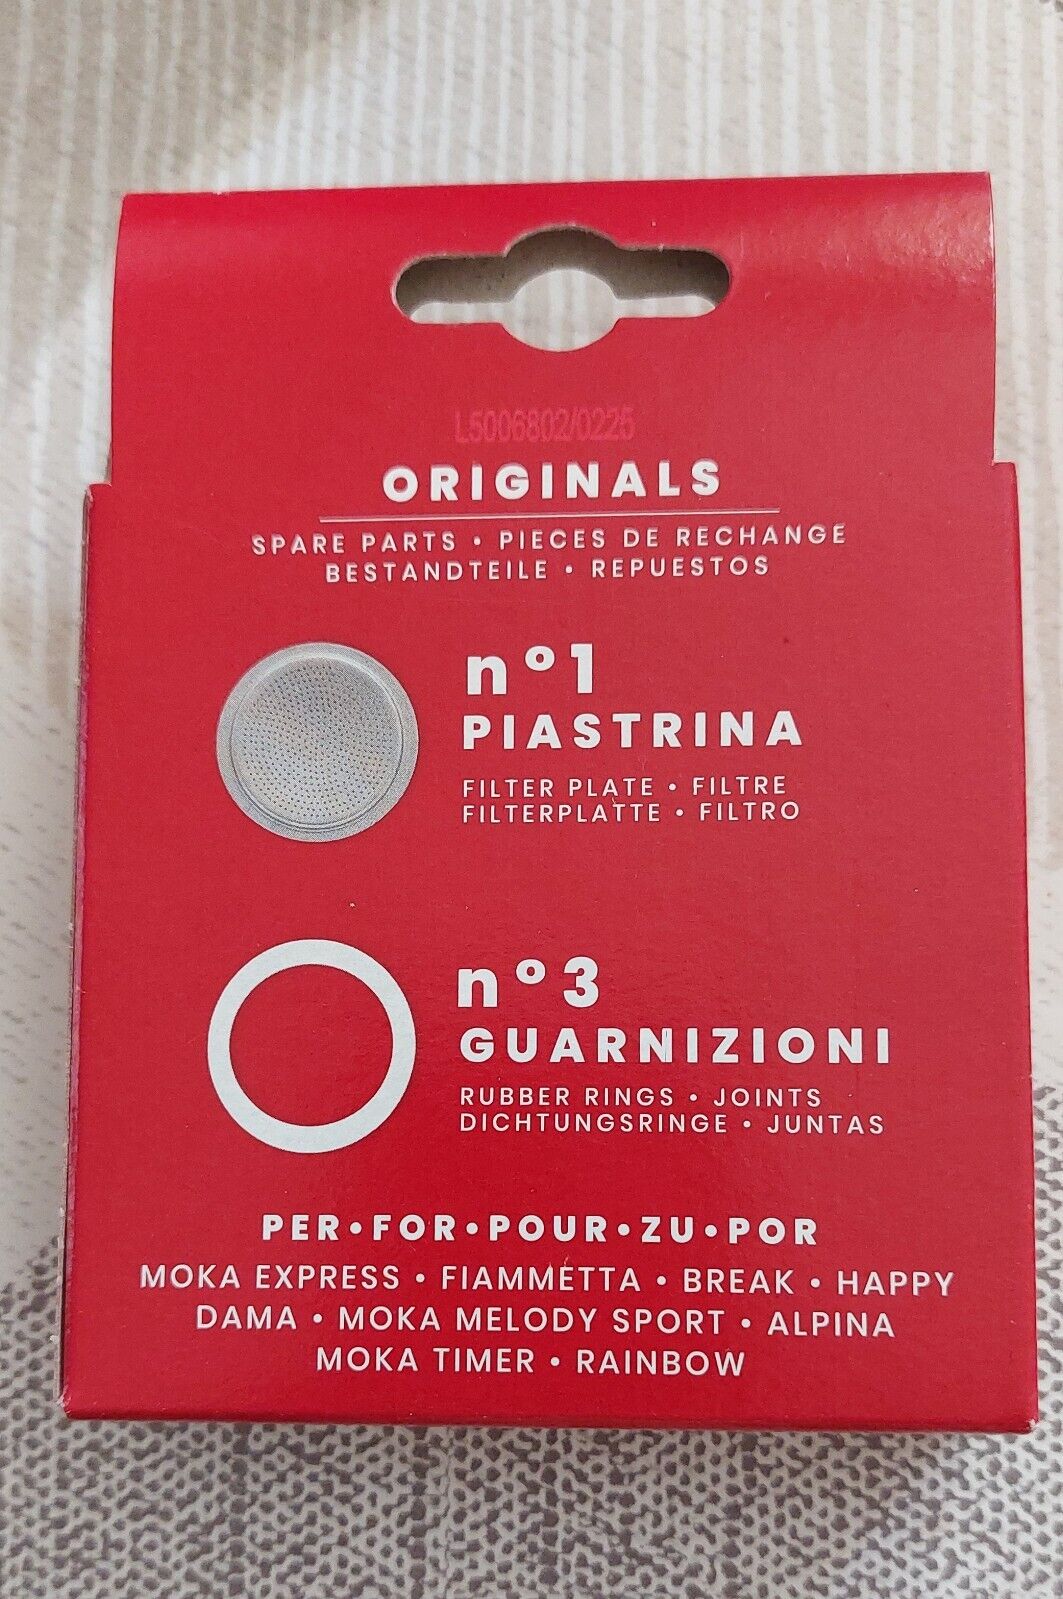 L5006802/0225
ORIGINALS
SPARE PARTS • PIECES DE RECHANGE
BESTANDTEILE • REPUESTOS
n°1
PIASTRINA
FILTER PLATE • FILTRE
FILTERPLATTE • FILTRO
n°3
GUARNIZIONI
RUBBER RINGS • JOINTS
DICHTUNGSRINGE • JUNTAS
PER•FOR•POUR•ZU•POR
MOKA EXPRESS • FIAMMETTA • BREAK • HAPPY
DAMA • MOKA MELODY SPORT • ALPINA
MOKA TIMER • RAINBOW